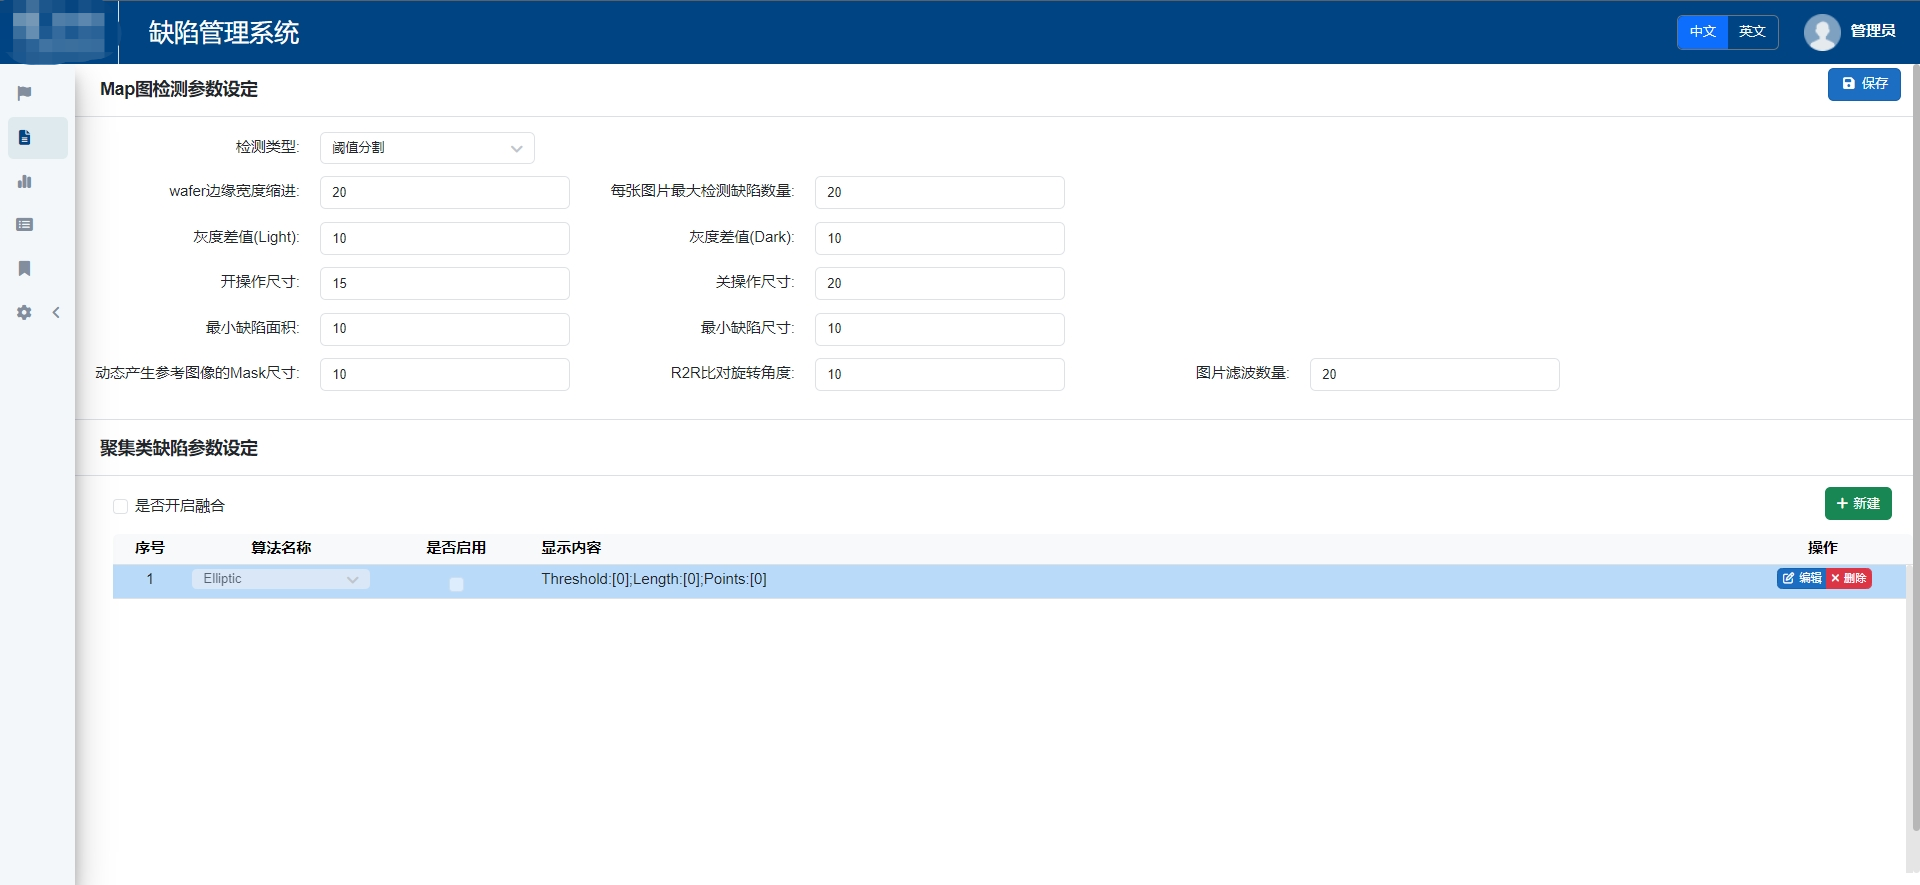 缺陷管理系统
中文 英文 管理员
Map图检测参数设定 保存
检测类型: 阈值分割
wafer边缘宽度缩进: 20 每张图片最大检测缺陷数量: 20
灰度差值(Light): 10 灰度差值(Dark): 10
开操作尺寸: 15 关操作尺寸: 20
最小缺陷面积: 10 最小缺陷尺寸: 10
动态产生参考图像的Mask尺寸: 10 R2R比对旋转角度: 10 图片滤波数量: 20
聚集类缺陷参数设定
是否开启融合 新建
序号 算法名称 是否启用 显示内容 操作
1 Elliptic Threshold:[0];Length:[0];Points:[0] 编辑 删除